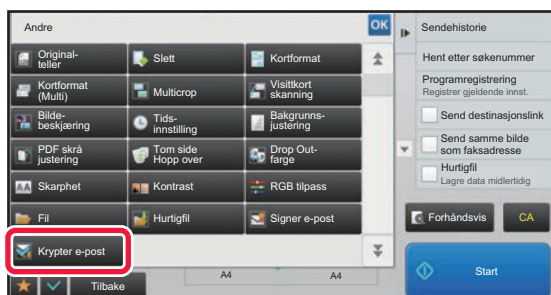 Andre
OK
Original-
teller
Slett
Kortformat
Kortformat
(Multi)
Multicrop
Visittkort
skanning
Bilde-
beskjæring
Tids-
innstilling
Bakgrunns-
justering
PDF skrå
justering
Tom side
Hopp over
Drop Out-
farge
Skarphet
Kontrast
RGB tilpass
Fil
Hurtigfil
Signer e-post
Krypter e-post
Tilbake
A4
A4
Sendehistorie
Hent etter søkenummer
Programregistrering
Registrer gjeldende innst.
Send destinasjonslink
Send samme bilde
som faksadresse
Hurtigfil
Lagre data midlertidig
Forhåndsvis
CA
Start